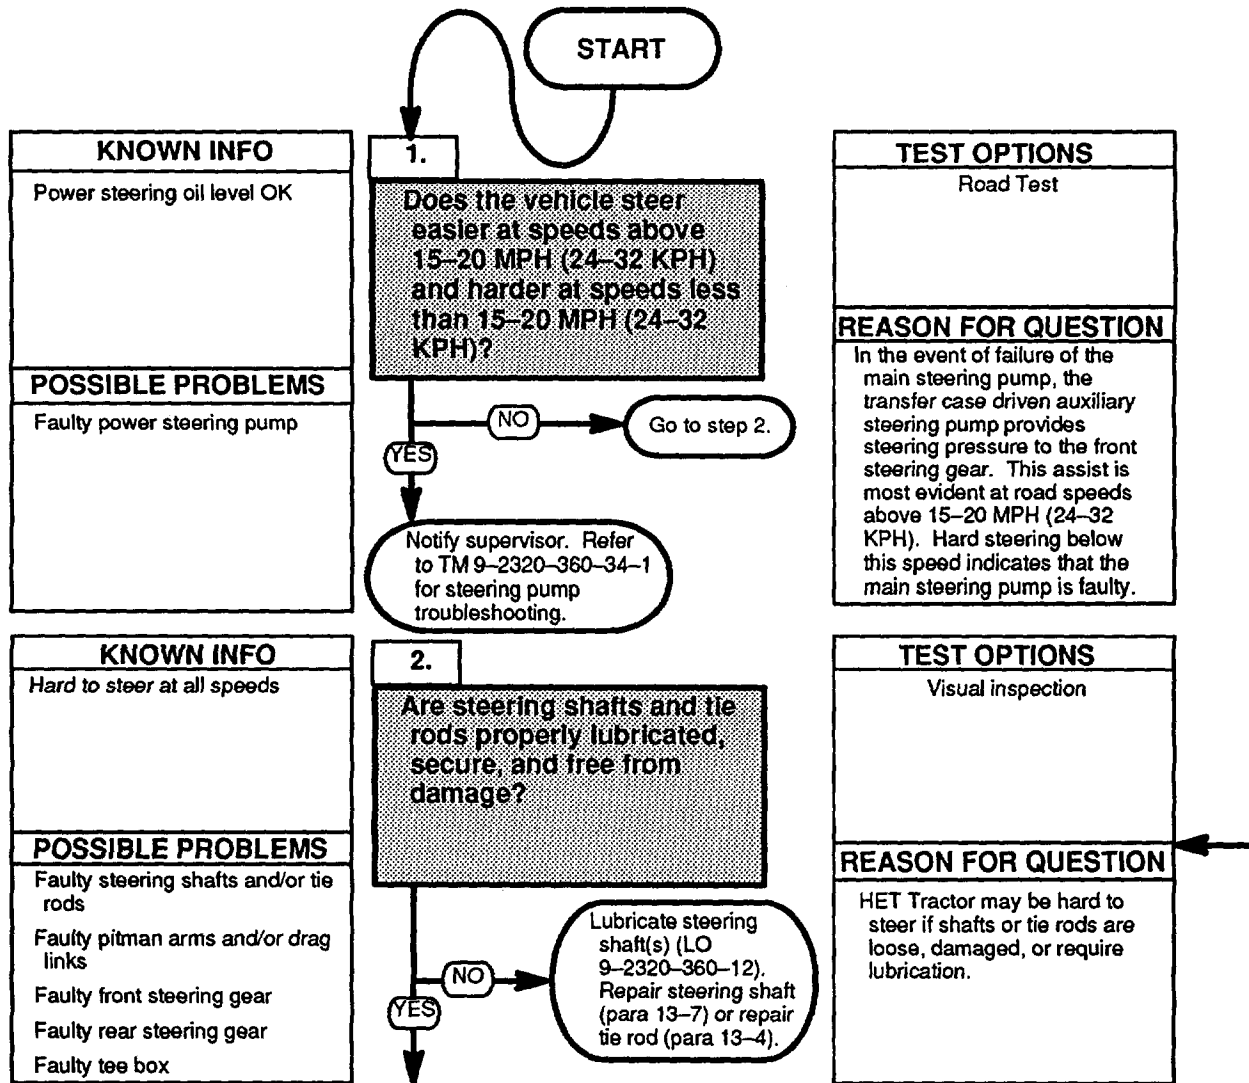 START
KNOWN INFO
Power steering oil level OK
POSSIBLE PROBLEMS
Faulty power steering pump
1.
Does the vehicle steer
easier at speeds above
15–20 MPH (24–32 KPH)
and harder at speeds less
than 15–20 MPH (24–32
KPH)?
NO
Go to step 2.
YES
Notify supervisor. Refer
to TM 9–2320–360–34–1
for steering pump
troubleshooting.
TEST OPTIONS
Road Test
REASON FOR QUESTION
In the event of failure of the
main steering pump, the
transfer case driven auxiliary
steering pump provides
steering pressure to the front
steering gear. This assist is
most evident at road speeds
above 15–20 MPH (24–32
KPH). Hard steering below
this speed indicates that the
main steering pump is faulty.
KNOWN INFO
Hard to steer at all speeds
POSSIBLE PROBLEMS
Faulty steering shafts and/or tie
rods
Faulty pitman arms and/or drag
links
Faulty front steering gear
Faulty rear steering gear
Faulty tee box
2.
Are steering shafts and tie
rods properly lubricated,
secure, and free from
damage?
NO
Lubricate steering
shaft(s) (LO
9–2320–360–12).
Repair steering shaft
(para 13–7) or repair
tie rod (para 13–4).
YES
TEST OPTIONS
Visual inspection
REASON FOR QUESTION
HET Tractor may be hard to
steer if shafts or tie rods are
loose, damaged, or require
lubrication.